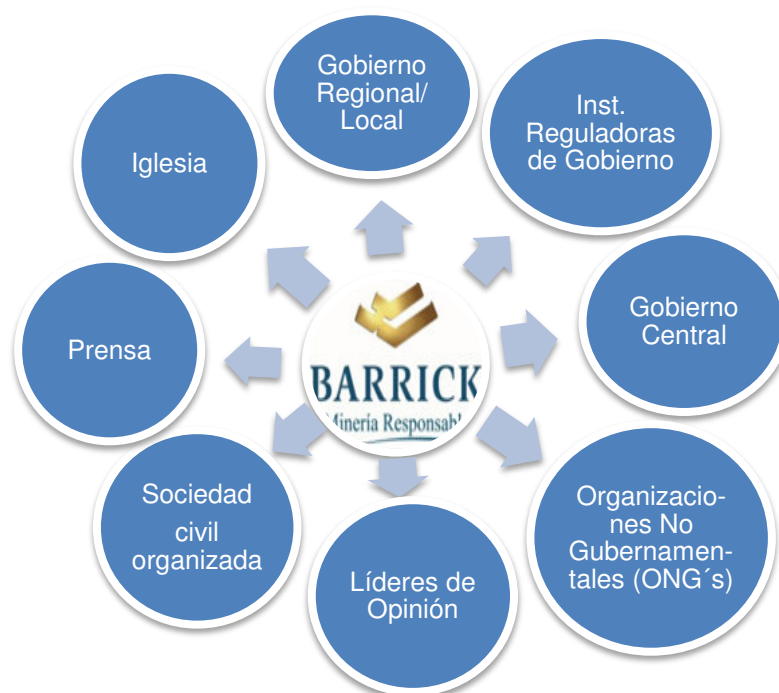 Gobierno
Regional/
Local
Inst.
Reguladoras
de Gobierno
Gobierno
Central
Organizacio-
nes No
Gubernamen-
tales (ONG´s)
Líderes de
Opinión
Sociedad
civil
organizada
Prensa
Iglesia
BARRICK
Minería Responsabl